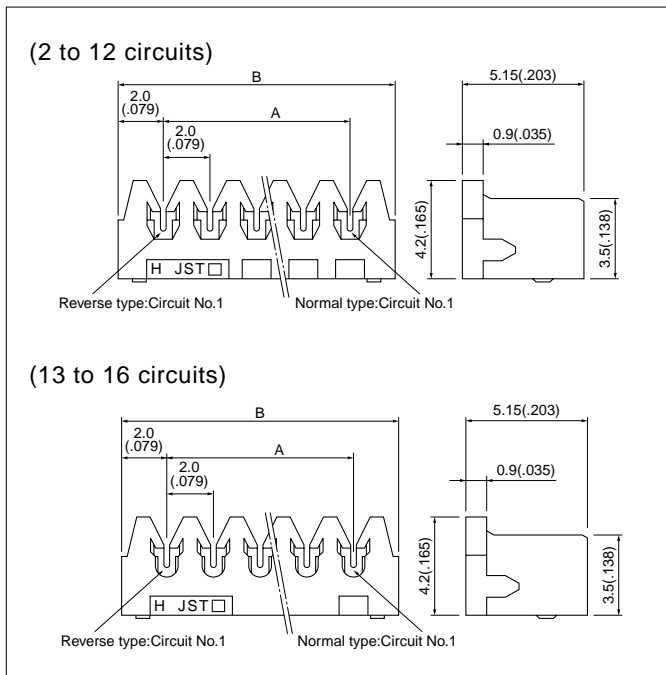 (2 to 12 circuits)
B
5.15(.203)
2.0
(.079)
A
0.9(.035)
2.0
(.079)
4.2(.165)
3.5(.138)
H JST□
Reverse type:Circuit No.1
Normal type:Circuit No.1
(13 to 16 circuits)
B
5.15(.203)
2.0
(.079)
A
0.9(.035)
2.0
(.079)
4.2(.165)
3.5(.138)
H JST□
Reverse type:Circuit No.1
Normal type:Circuit No.1